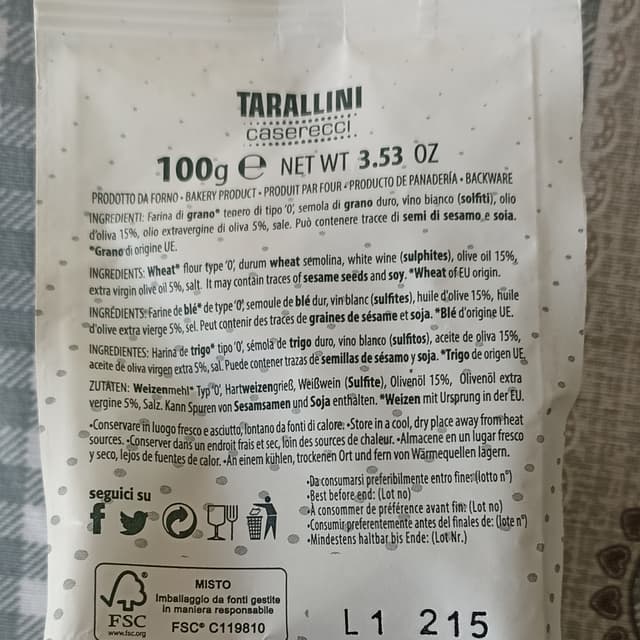 TARALLINI
caserecci
100g ℮ NET WT 3.53 OZ
PRODOTTO DA FORNO • BAKERY PRODUCT • PRODUIT PAR FOUR • PRODUCTO DE PANADERÍA • BACKWARE
INGREDIENTI: Farina di grano* tenero di tipo '0', semola di grano duro, vino bianco (solfiti), olio
d'oliva 15%, olio extravergine di oliva 5%, sale. Può contenere tracce di semi di sesamo e soia.
*Grano di origine UE.
INGREDIENTS: Wheat* flour type '0', durum wheat semolina, white wine (sulphites), olive oil 15%,
extra virgin olive oil 5%, salt. It may contain traces of sesame seeds and soy. *Wheat of EU origin.
INGRÉDIENTS: Farine de blé* de type '0', semoule de blé dur, vin blanc (sulfites), huile d'olive 15%, huile
d'olive extra vierge 5%, sel. Peut contenir des traces de graines de sésame et soja. *Blé d'origine UE.
INGREDIENTES: Harina de trigo* tipo '0', sémola de trigo duro, vino blanco (sulfitos), aceite de oliva 15%,
aceite de oliva virgen extra 5%, sal. Puede contener trazas de semillas de sésamo y soja. *Trigo de origen UE.
ZUTATEN: Weizenmehl* Typ '0', Hartweizengrieß, Weißwein (Sulfite), Olivenöl 15%, Olivenöl extra
vergine 5%, Salz. Kann Spuren von Sesamsamen und Soja enthalten. *Weizen mit Ursprung in der EU.
•Conservare in luogo fresco e asciutto, lontano da fonti di calore. •Store in a cool, dry place away from heat
sources. •Conserver dans un endroit frais et sec, loin des sources de chaleur. •Almacene en un lugar fresco
y seco, lejos de fuentes de calor. •An einem kühlen, trockenen Ort und fern von Wärmequellen lagern.
seguici su
•Da consumarsi preferibilmente entro fine: (lotto n°)
•Best before end: (Lot no)
•À consommer de préférence avant fin: (Lot no)
•Consumir preferentemente antes del finales de: (lote n°)
•Mindestens haltbar bis Ende: (Lot Nr.)
FSC
www.fsc.org
MISTO
Imballaggio da fonti gestite
in maniera responsabile
FSC® C119810
L1 215